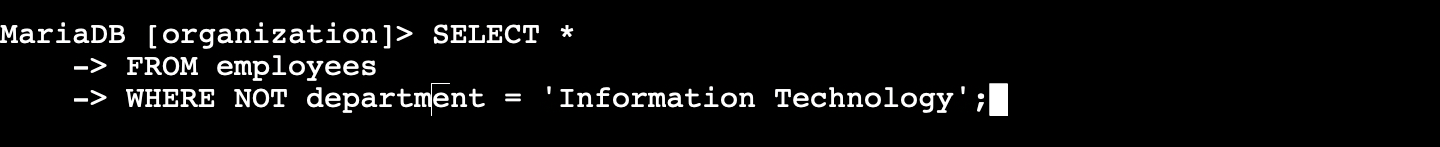 MariaDB [organization]> SELECT *
    -> FROM employees
    -> WHERE NOT department = 'Information Technology';